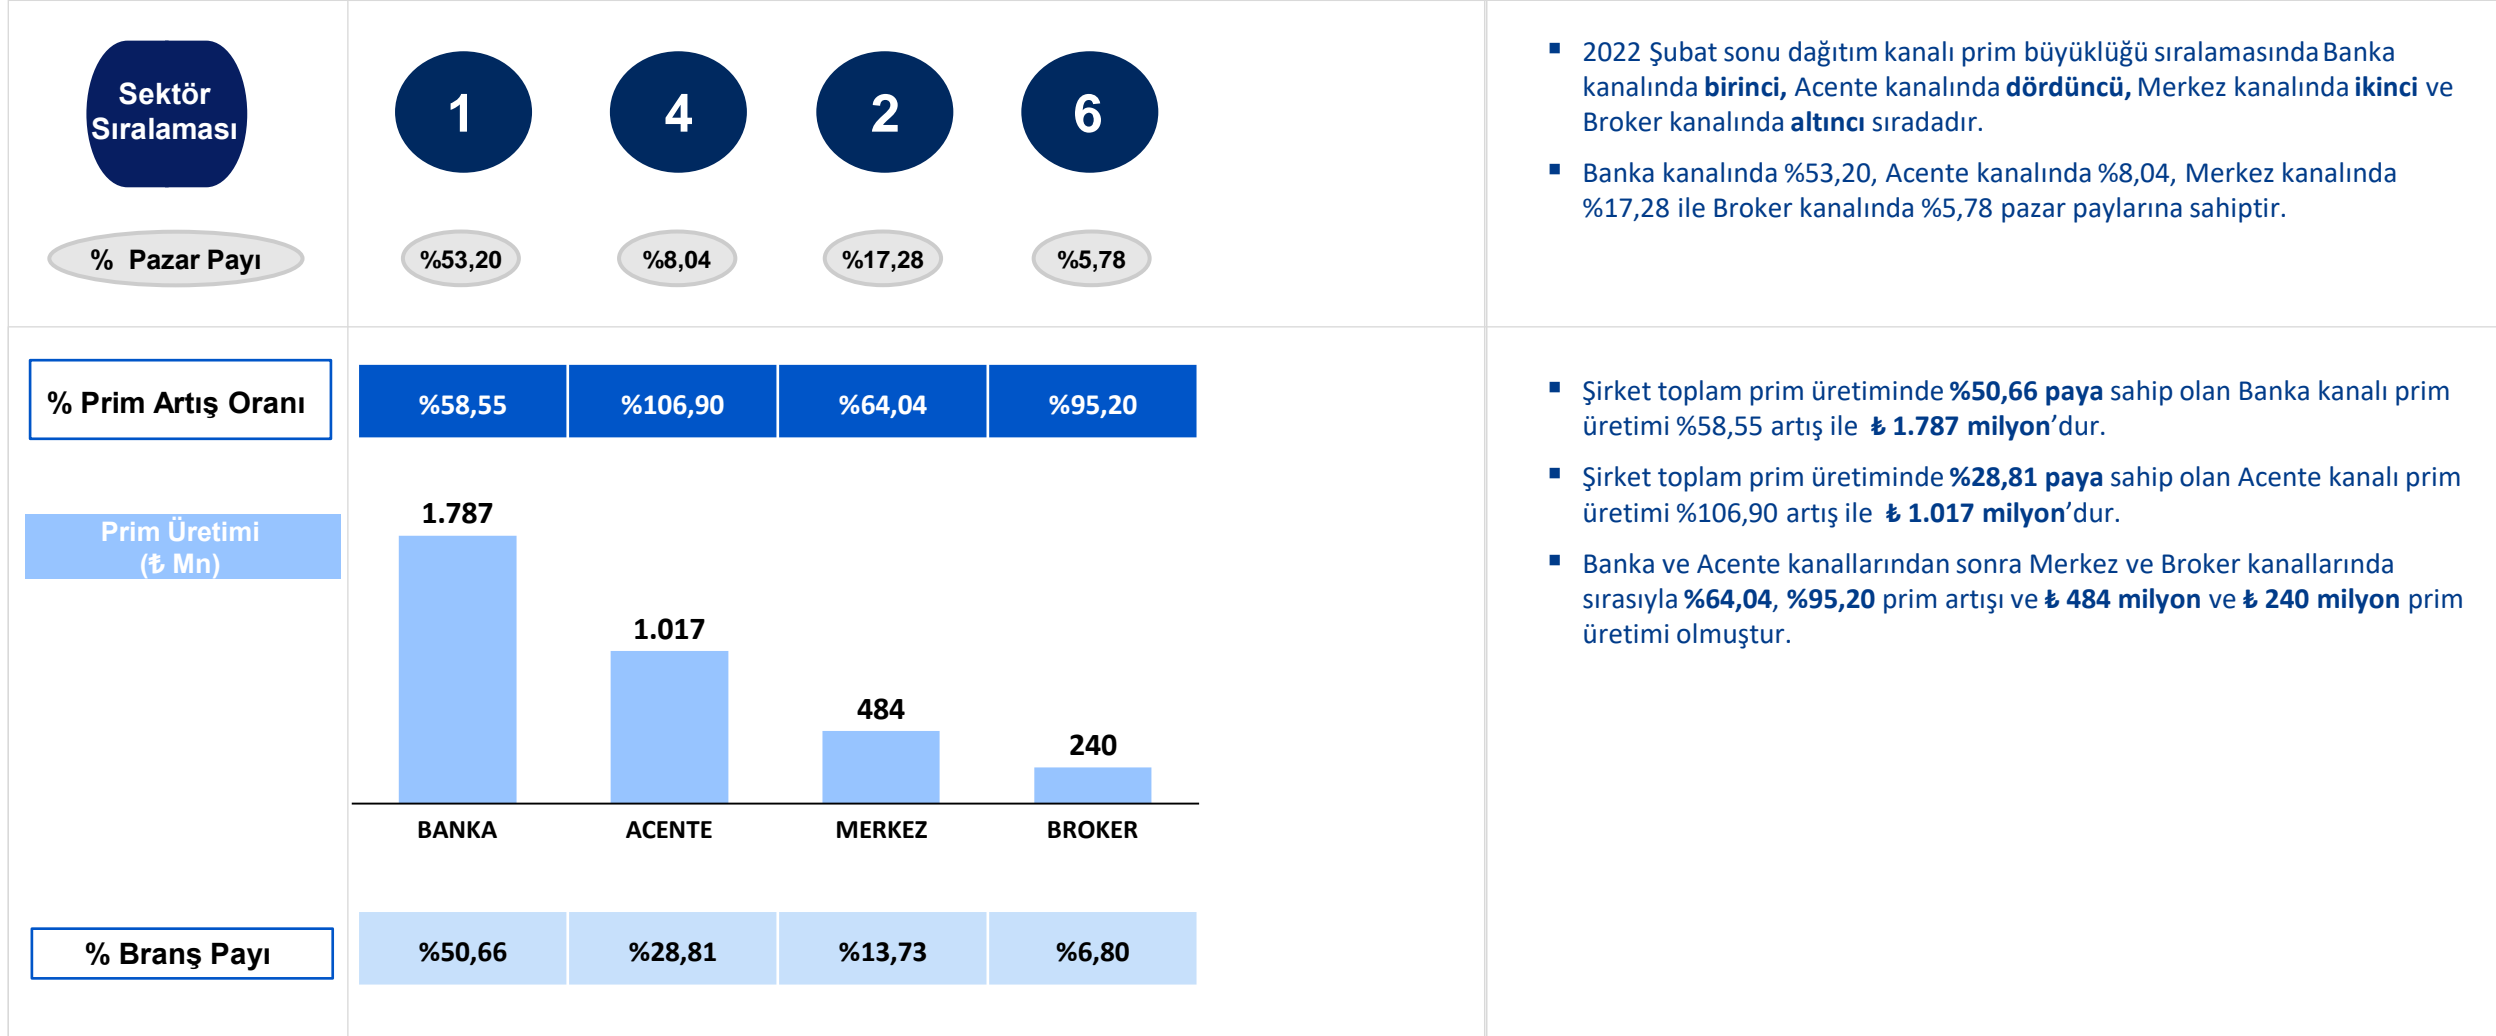 Sektör
Sıralaması
1
4
2
6
% Pazar Payı
%53,20
%8,04
%17,28
%5,78
▪ 2022 Şubat sonu dağıtım kanalı prim büyüklüğü sıralamasında Banka
kanalında birinci, Acente kanalında dördüncü, Merkez kanalında ikinci ve
Broker kanalında altıncı sıradadır.
▪ Banka kanalında %53,20, Acente kanalında %8,04, Merkez kanalında
%17,28 ile Broker kanalında %5,78 pazar paylarına sahiptir.
% Prim Artış Oranı
%58,55
%106,90
%64,04
%95,20
Prim Üretimi
(₺ Mn)
1.787
1.017
484
240
BANKA
ACENTE
MERKEZ
BROKER
% Branş Payı
%50,66
%28,81
%13,73
%6,80
▪ Şirket toplam prim üretiminde %50,66 paya sahip olan Banka kanalı prim
üretimi %58,55 artış ile ₺ 1.787 milyon’dur.
▪ Şirket toplam prim üretiminde %28,81 paya sahip olan Acente kanalı prim
üretimi %106,90 artış ile ₺ 1.017 milyon’dur.
▪ Banka ve Acente kanallarından sonra Merkez ve Broker kanallarında
sırasıyla %64,04, %95,20 prim artışı ve ₺ 484 milyon ve ₺ 240 milyon prim
üretimi olmuştur.